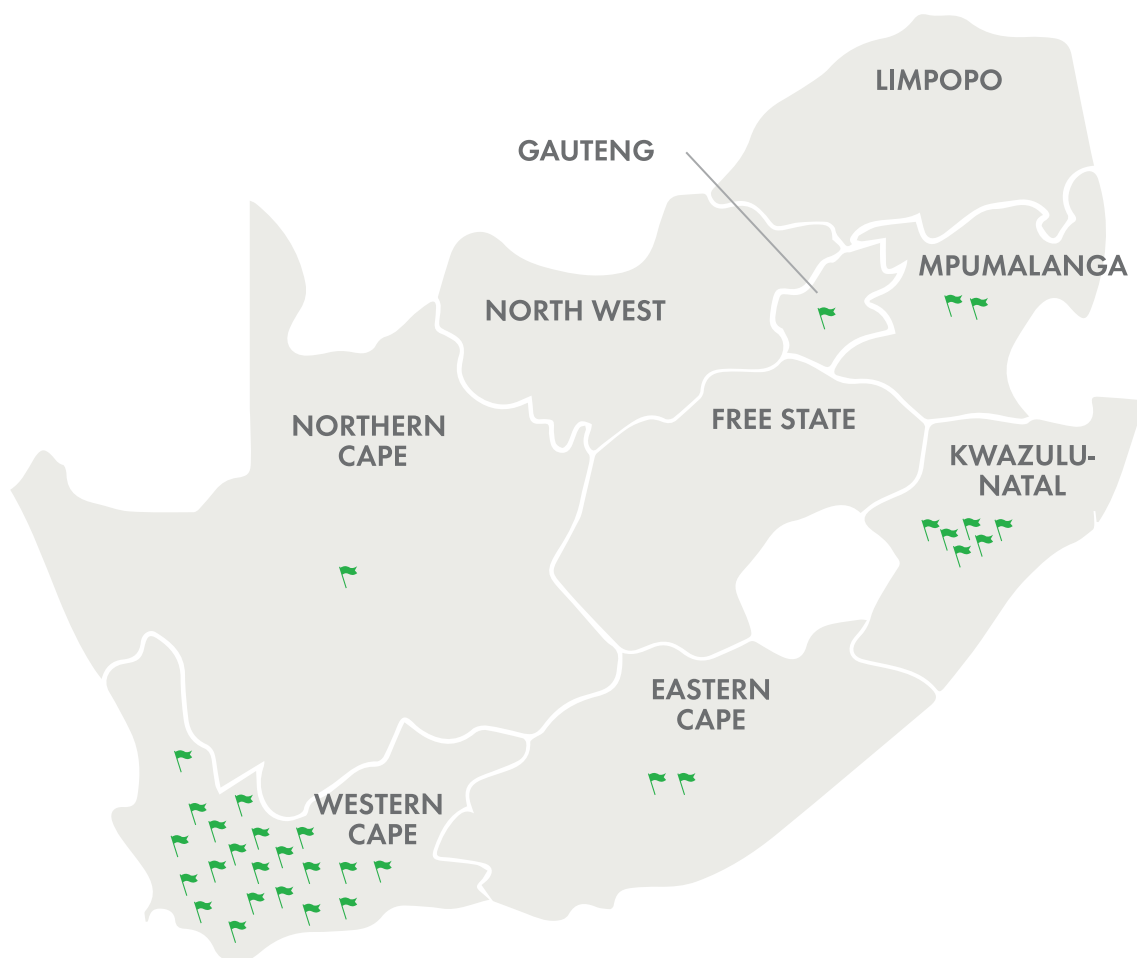 LIMPOPO
GAUTENG
MPUMALANGA
NORTH WEST
NORTHERN
CAPE
FREE STATE
KWAZULU-
NATAL
EASTERN
CAPE
WESTERN
CAPE